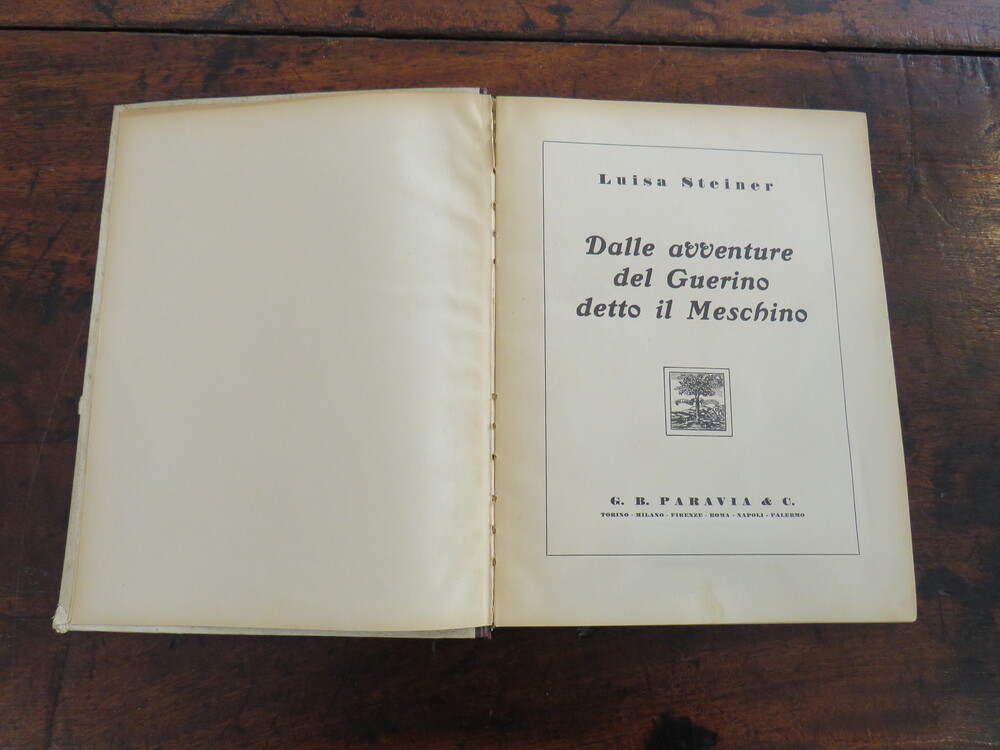 Luisa Steiner
Dalle avventure
del Guerino
detto il Meschino
G. B. PARAVIA & C.
TORINO - MILANO - FIRENZE - ROMA - NAPOLI - PALERMO